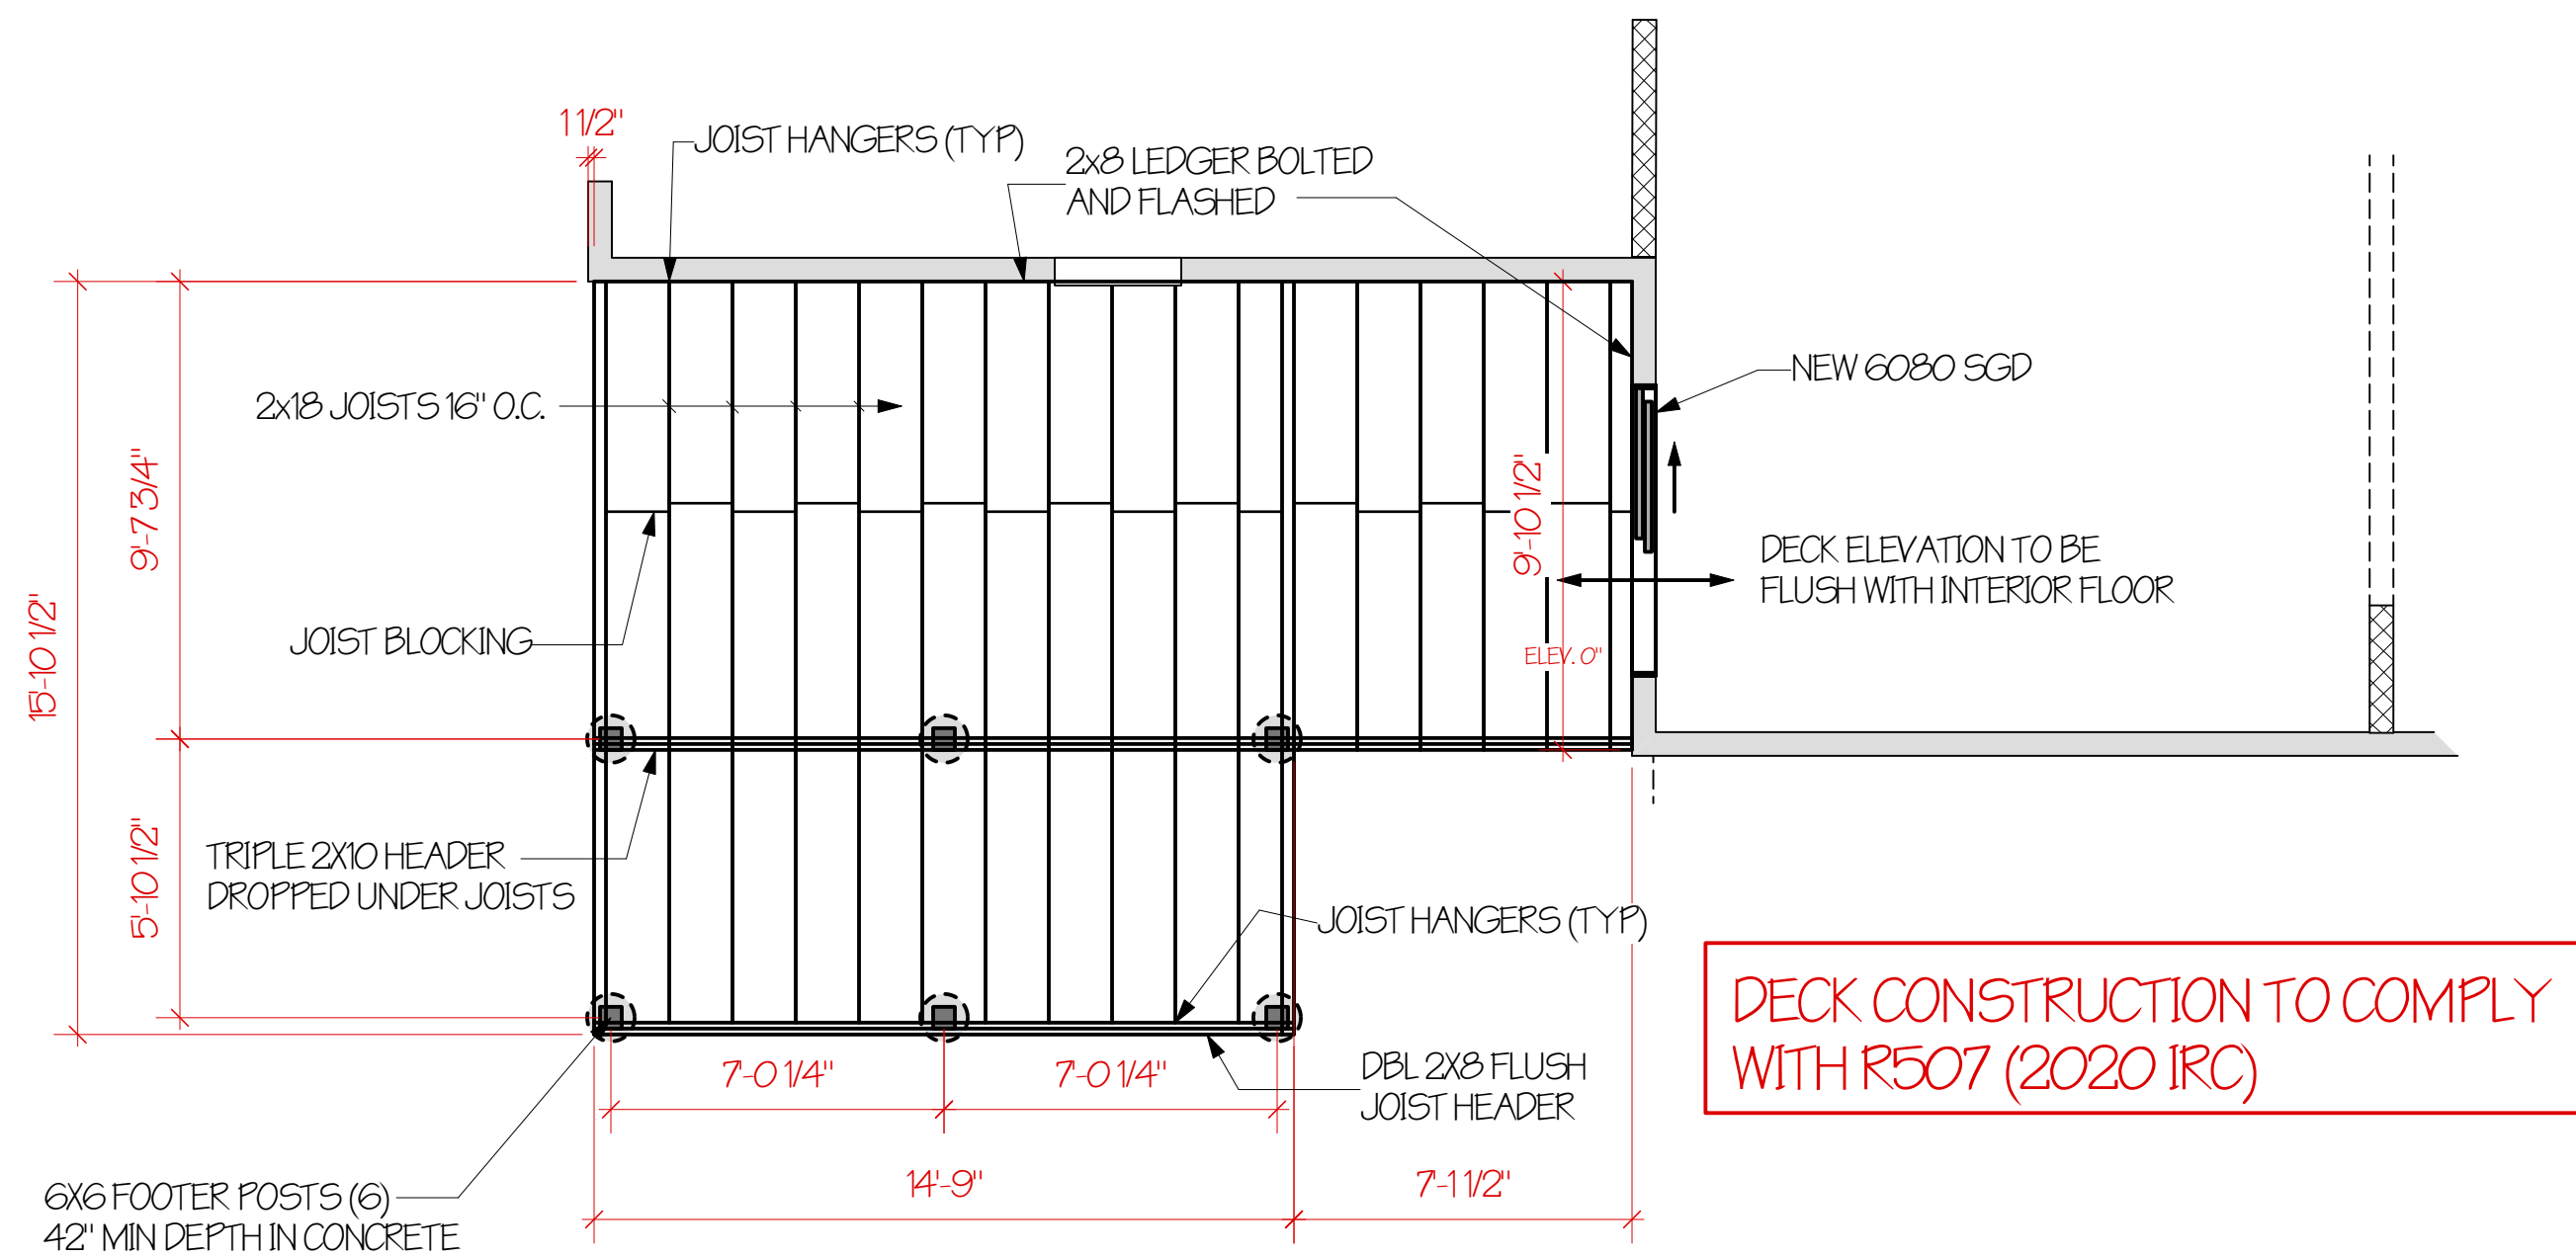 1 1/2"
JOIST HANGERS (TYP)
2x8 LEDGER BOLTED
AND FLASHED
NEW 6080 SGD
2x18 JOISTS 16" O.C.
9'-7 3/4"
9'-10 1/2"
DECK ELEVATION TO BE
FLUSH WITH INTERIOR FLOOR
15'-10 1/2"
JOIST BLOCKING
ELEV. 0"
TRIPLE 2X10 HEADER
DROPPED UNDER JOISTS
5'-10 1/2"
JOIST HANGERS (TYP)
DECK CONSTRUCTION TO COMPLY
WITH R507 (2020 IRC)
7'-0 1/4"
7'-0 1/4"
DBL 2X8 FLUSH
JOIST HEADER
14'-9"
7'-1 1/2"
6X6 FOOTER POSTS (6)
42" MIN DEPTH IN CONCRETE